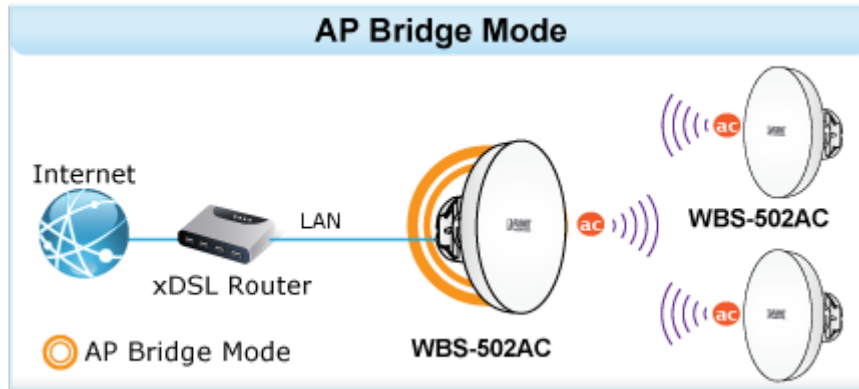 AP Bridge Mode
Internet
LAN
xDSL Router
AP Bridge Mode
WBS-502AC
ac
ac
WBS-502AC
ac